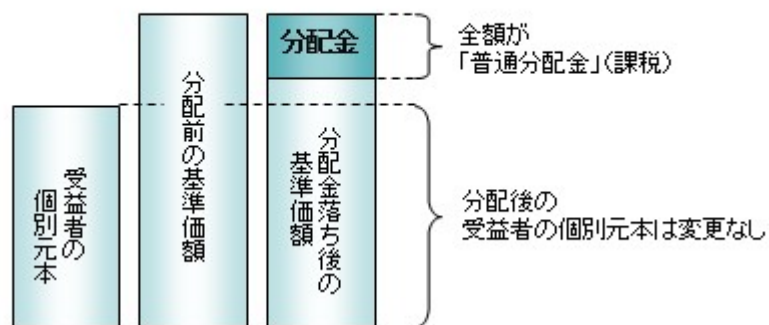 受益者の
個別元本
分配前の基準価額
分配金
分配金落ち後の
基準価額
全額が
「普通分配金」(課税)
分配後の
受益者の個別元本は変更なし